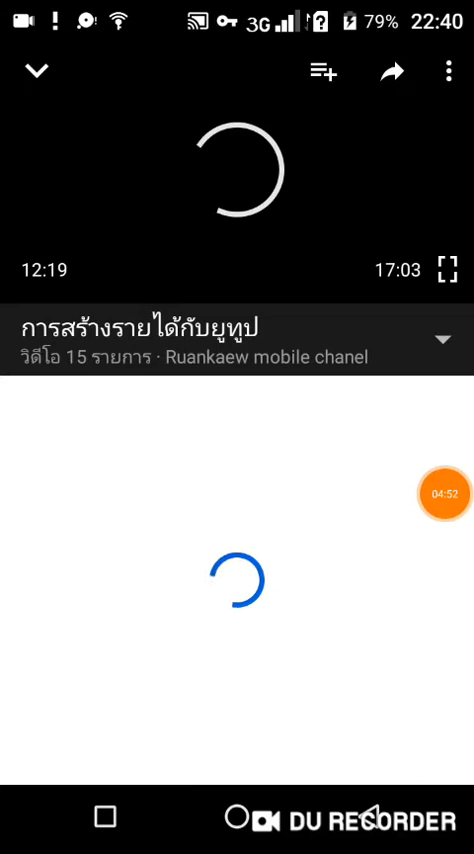 3G 79% 22:40
12:19 17:03
การสร้างรายได้กับยูทูป
วิดีโอ 15 รายการ · Ruankaew mobile chanel
04:52
DU RECORDER